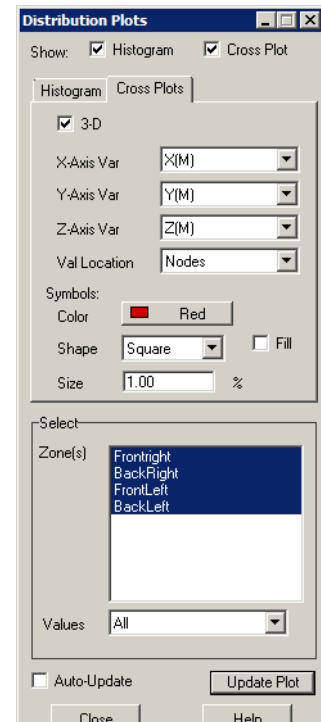 Distribution Plots
Show: Histogram Cross Plot
Histogram Cross Plots
3-D
X-Axis Var X(M)
Y-Axis Var Y(M)
Z-Axis Var Z(M)
Val Location Nodes
Symbols:
Color Red
Shape Square Fill
Size 1.00 %
Select
Zone(s) Frontright
BackRight
FrontLeft
BackLeft
Values All
Auto-Update Update Plot
Close Help